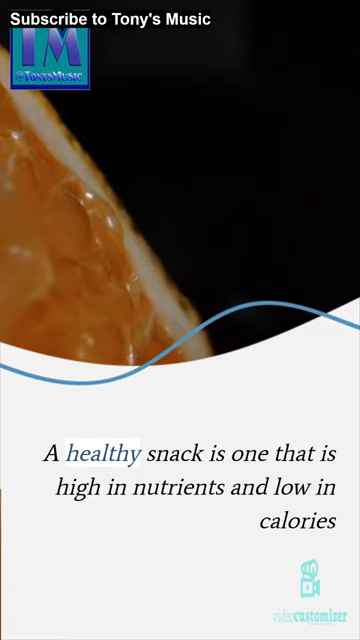 Subscribe to Tony's Music
TM
@TonysMusic
A healthy snack is one that is
high in nutrients and low in
calories
videocustomizer